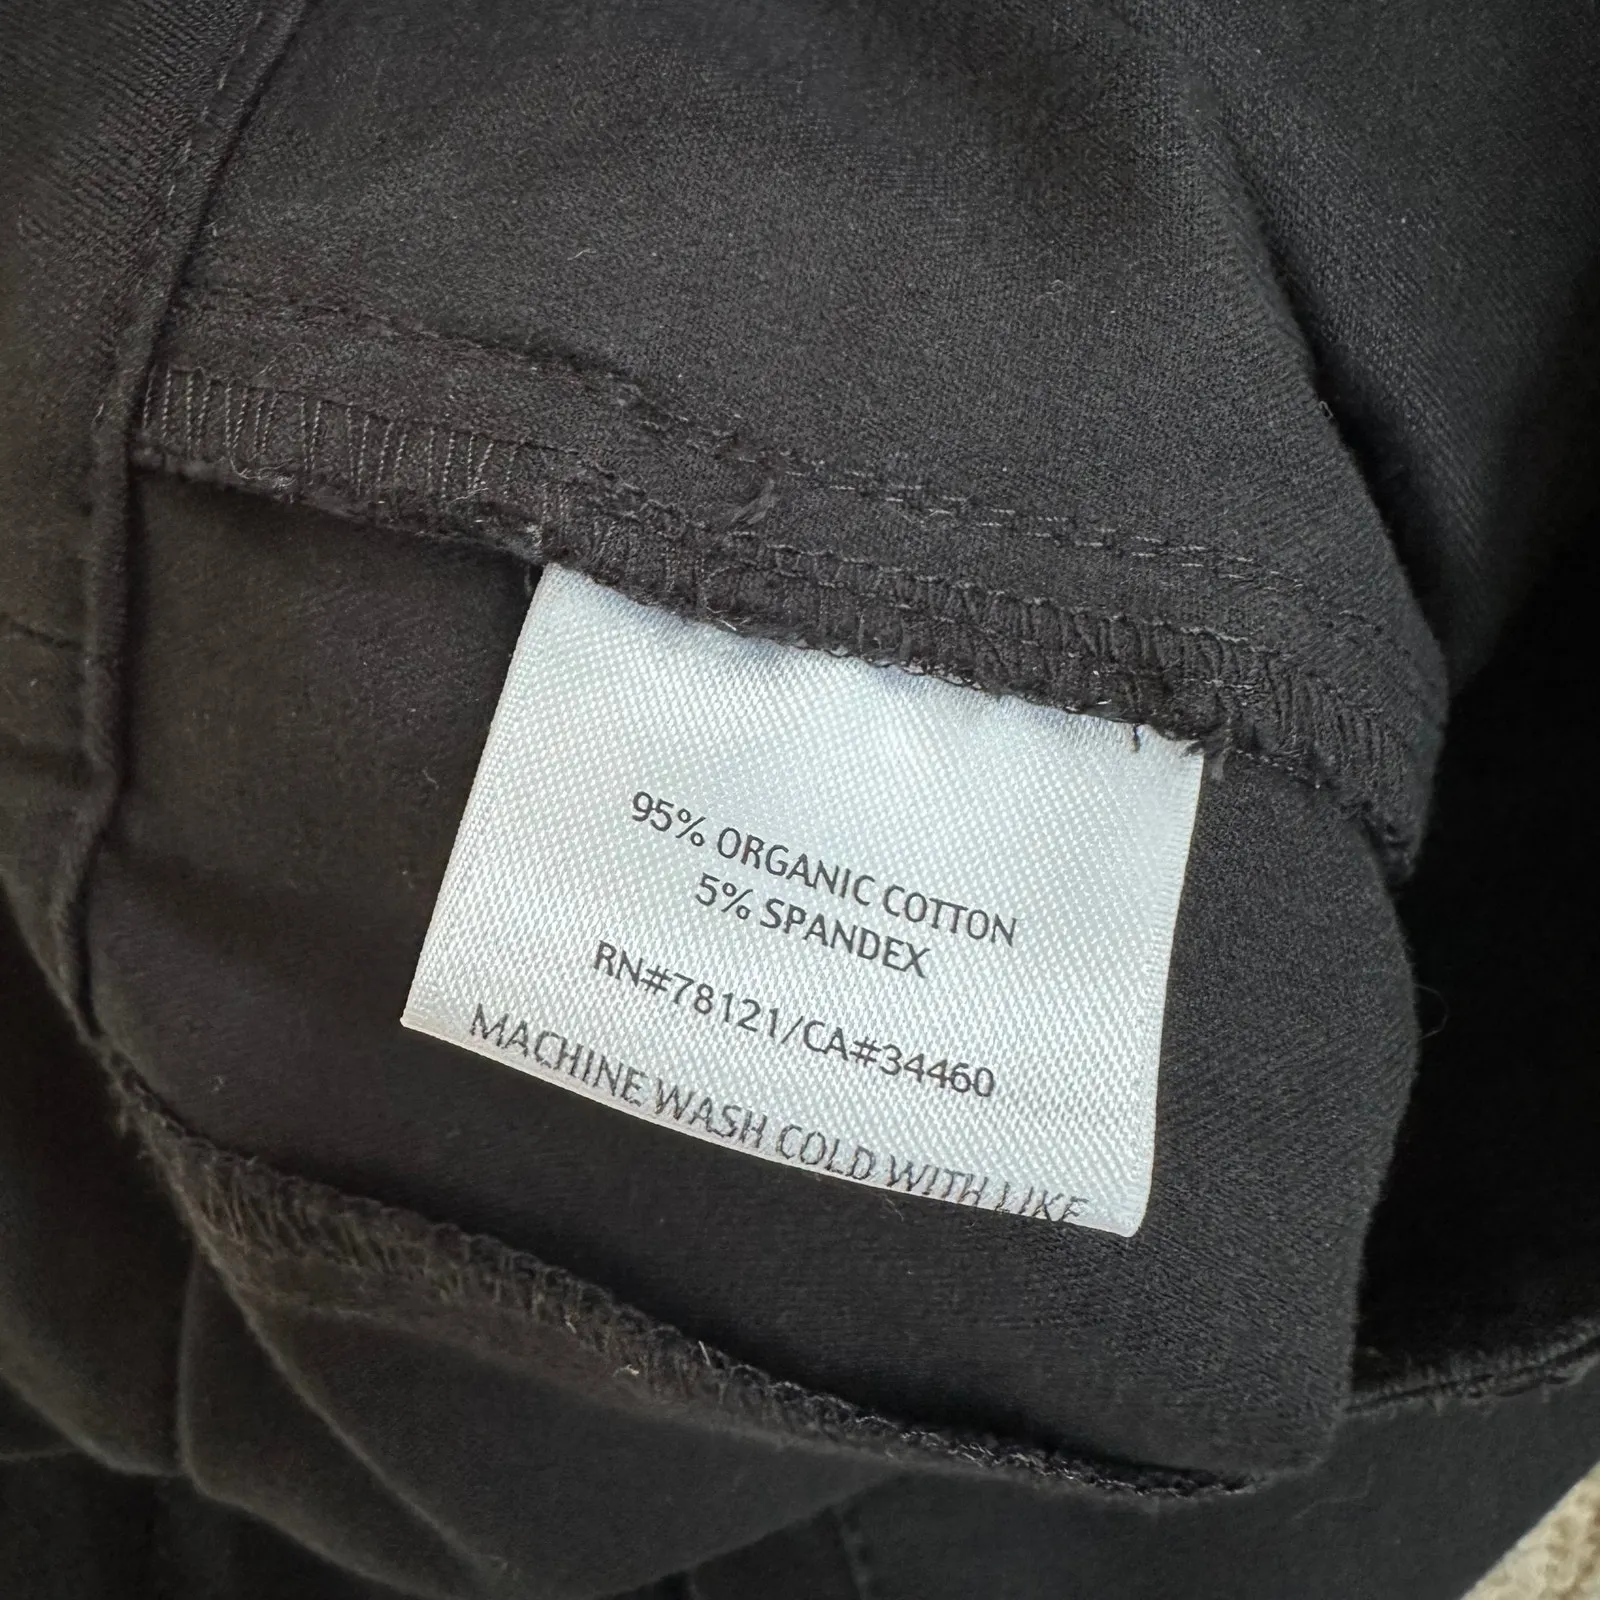 95% ORGANIC COTTON
5% SPANDEX
RN#78121/CA#34460
MACHINE WASH COLD WITH LIKE